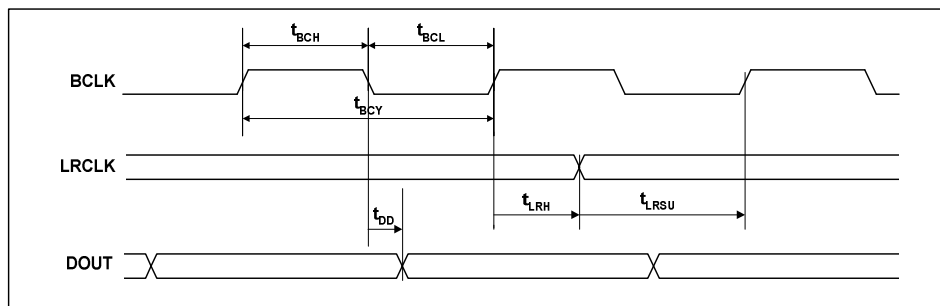 tBCH
tBCL
BCLK
tBCY
LRCLK
tLRH
tLRSU
tDD
DOUT